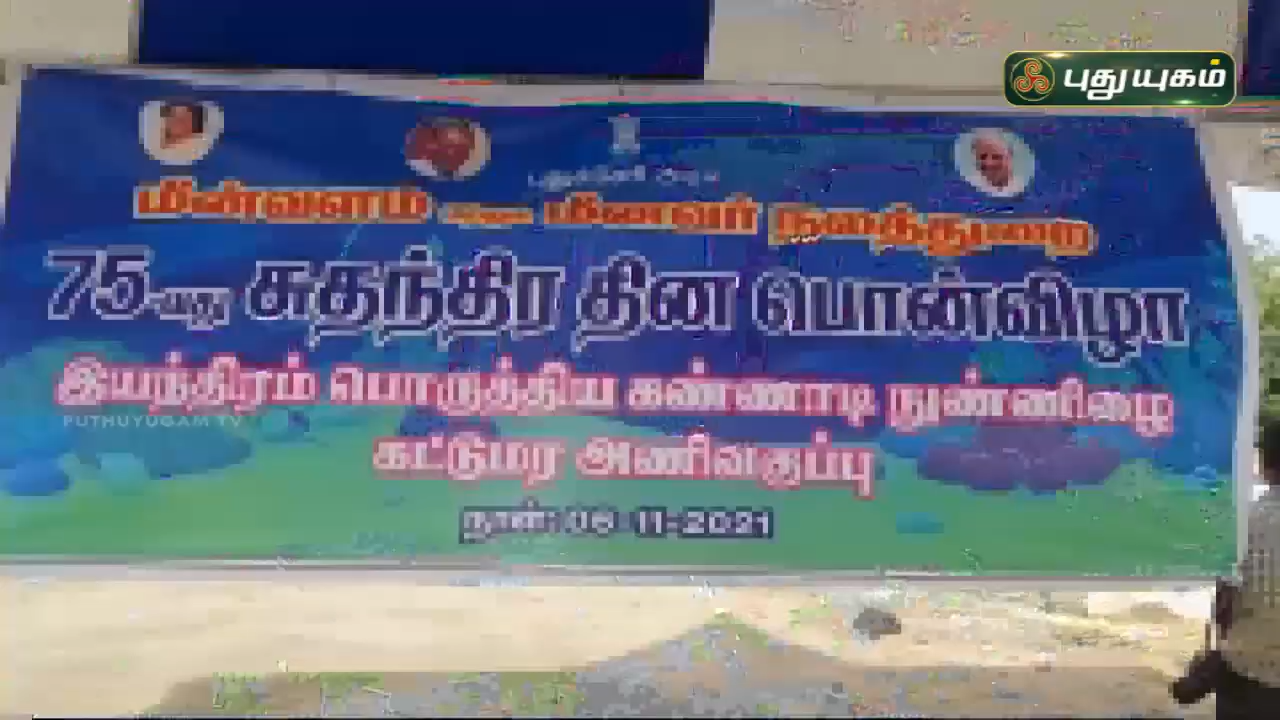 புதுயுகம்
புதுச்சேரி அரசு
மீன்வளம் மற்றும் மீனவர் நலத்துறை
75-வது சுதந்திர தின பொன்விழா
இயந்திரம் பொருத்திய கண்ணாடி நுண்ணிழை
PUTHUYUGAM TV
கட்டுமர அணிவகுப்பு
நாள்: 11-2021